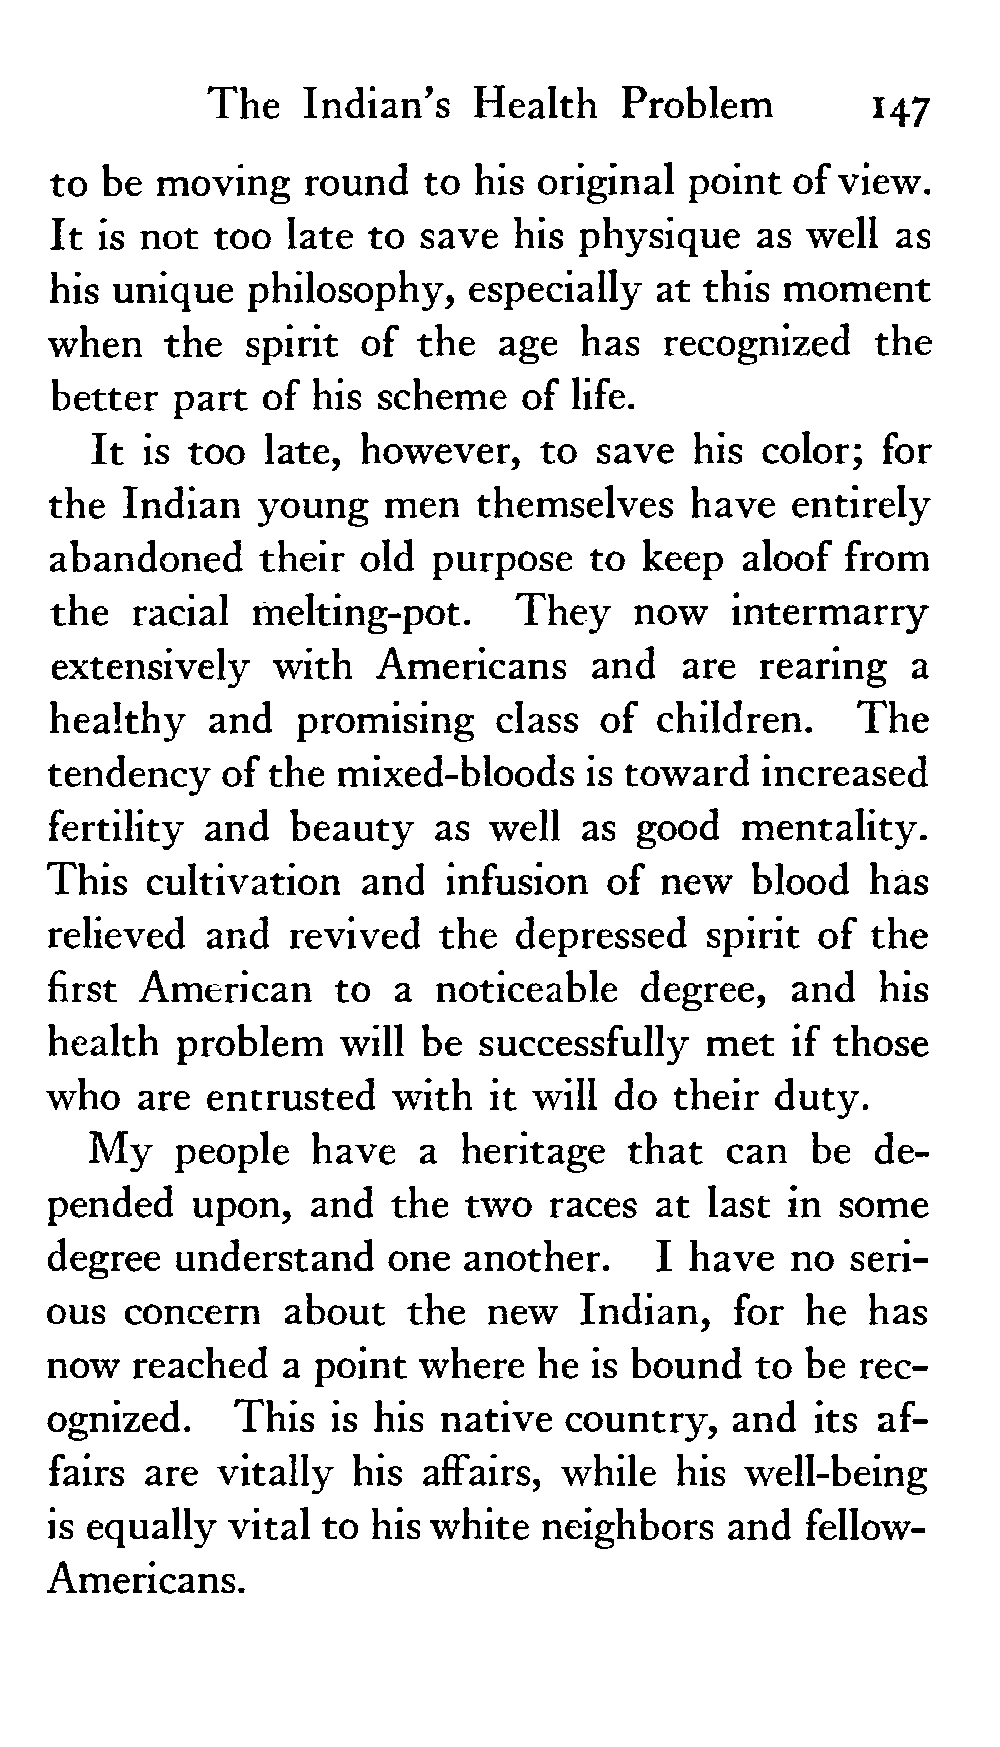 The Indian's Health Problem 147
to be moving round to his original point of view.
It is not too late to save his physique as well as
his unique philosophy, especially at this moment
when the spirit of the age has recognized the
better part of his scheme of life.
It is too late, however, to save his color; for
the Indian young men themselves have entirely
abandoned their old purpose to keep aloof from
the racial melting-pot. They now intermarry
extensively with Americans and are rearing a
healthy and promising class of children. The
tendency of the mixed-bloods is toward increased
fertility and beauty as well as good mentality.
This cultivation and infusion of new blood has
relieved and revived the depressed spirit of the
first American to a noticeable degree, and his
health problem will be successfully met if those
who are entrusted with it will do their duty.
My people have a heritage that can be de-
pended upon, and the two races at last in some
degree understand one another. I have no seri-
ous concern about the new Indian, for he has
now reached a point where he is bound to be rec-
ognized. This is his native country, and its af-
fairs are vitally his affairs, while his well-being
is equally vital to his white neighbors and fellow-
Americans.